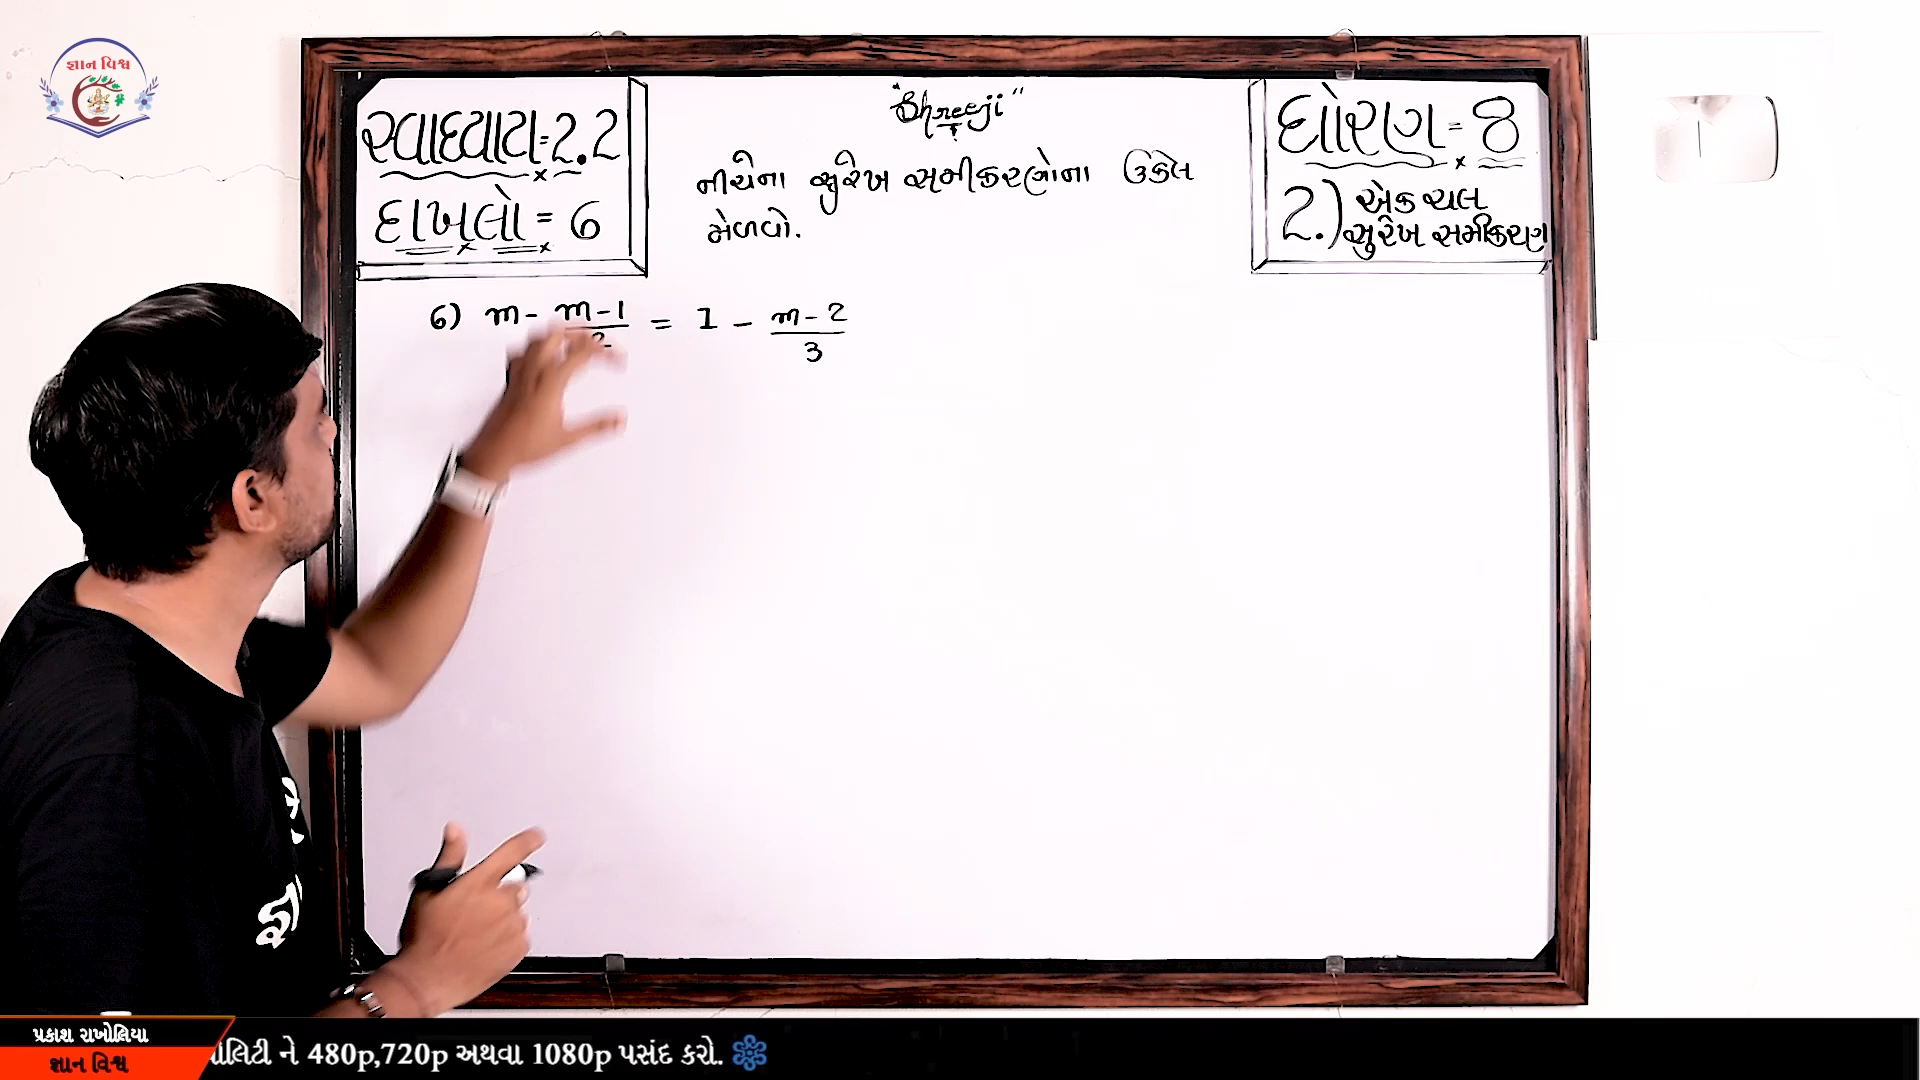 જ્ઞાન વિશ્વ
સ્વાધ્યાય = 2.2
દાખલો = 6
"Shreeji"
નીચેના સુરેખ સમીકરણોના ઉકેલ
મેળવો.
ધોરણ = 8
2.) એક ચલ
સુરેખ સમીકરણ
6) m - m-1/2 = 1 - m-2/3
પ્રકાશ રાખોલિયા
જ્ઞાન વિશ્વ
ને 480p,720p અથવા 1080p પસંદ કરો.